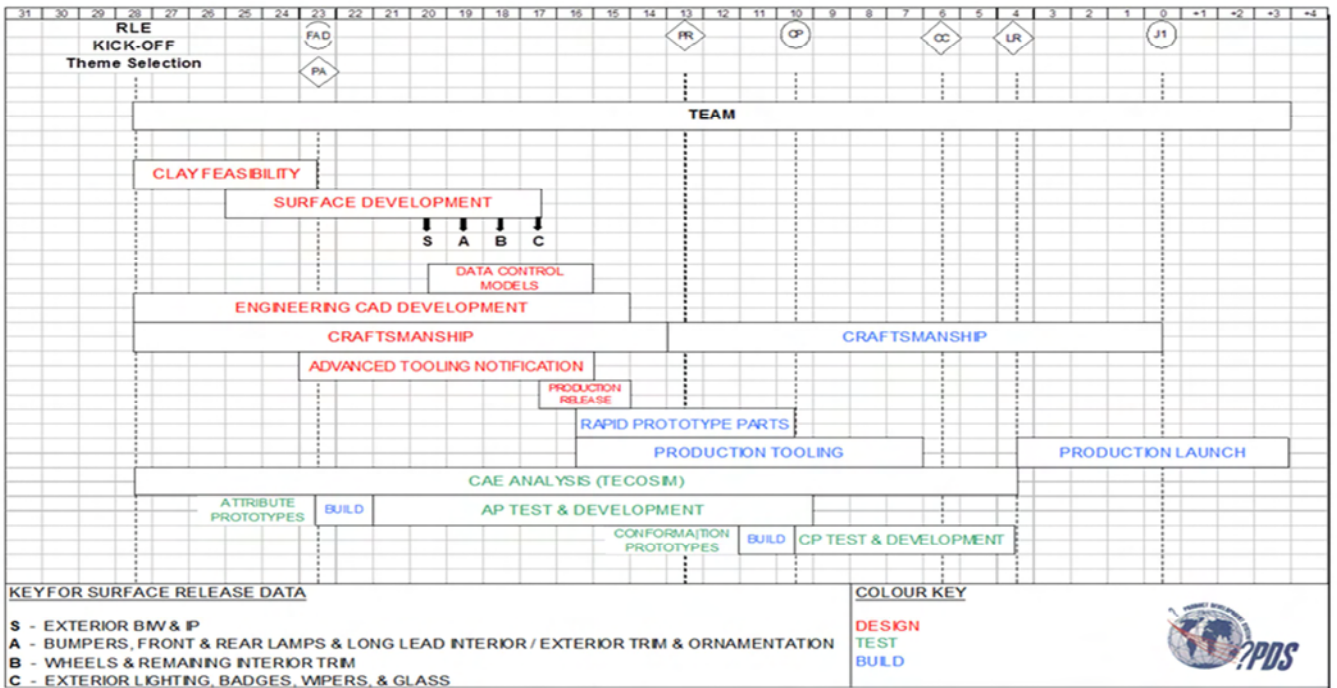 31 30 29 28 27 26 25 24 23 22 21 20 19 18 17 16 15 14 13 12 11 10 9 8 7 6 5 4 3 2 1 0 +1 +2 +3 +4
RLE
KICK-OFF
Theme Selection
FAD
PA
PR
CP
CC
LR
J1
TEAM
CLAY FEASIBILITY
SURFACE DEVELOPMENT
S A B C
DATA CONTROL
MODELS
ENGINEERING CAD DEVELOPMENT
CRAFTSMANSHIP
CRAFTSMANSHIP
ADVANCED TOOLING NOTIFICATION
PRODUCTION
RELEASE
RAPID PROTOTYPE PARTS
PRODUCTION TOOLING
PRODUCTION LAUNCH
CAE ANALYSIS (TECOSIM)
ATTRIBUTE
PROTOTYPES
BUILD
AP TEST & DEVELOPMENT
CONFORMA|TION
PROTOTYPES
BUILD
CP TEST & DEVELOPMENT
KEY FOR SURFACE RELEASE DATA
S - EXTERIOR BIW & IP
A - BUMPERS, FRONT & REAR LAMPS & LONG LEAD INTERIOR / EXTERIOR TRIM & ORNAMENTATION
B - WHEELS & REMAINING INTERIOR TRIM
C - EXTERIOR LIGHTING, BADGES, WIPERS, & GLASS
COLOUR KEY
DESIGN
TEST
BUILD
?PDS